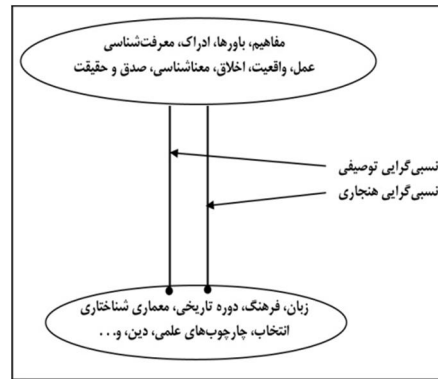 مفاهیم، باورها، ادراک، معرفت‌شناسی
عمل، واقعیت، اخلاق، معناشناسی، صدق و حقیقت
نسبی‌گرایی توصیفی
نسبی‌گرایی هنجاری
زبان، فرهنگ، دوره تاریخی، معماری شناختاری
انتخاب، چارچوب‌های علمی، دین، و...